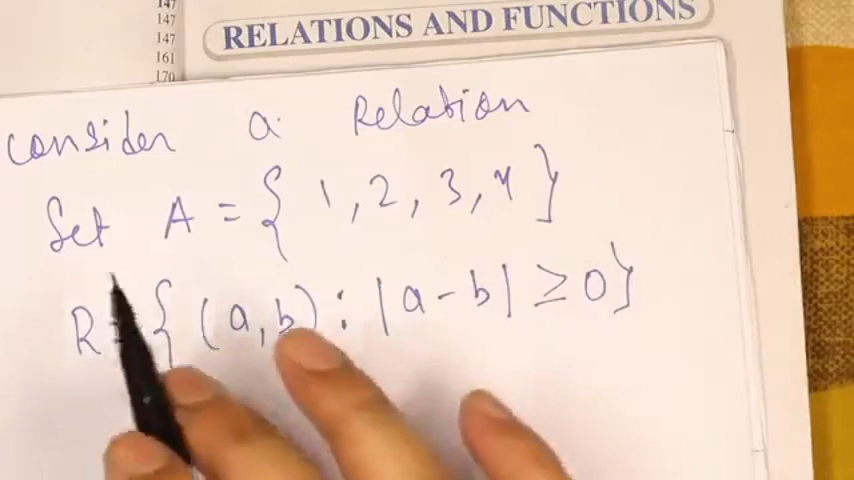 147
147
147
161
170
RELATIONS AND FUNCTIONS
consider a Relation
Set A = { 1, 2, 3, 4 }
R = { (a, b) : |a - b| ≥ 0 }